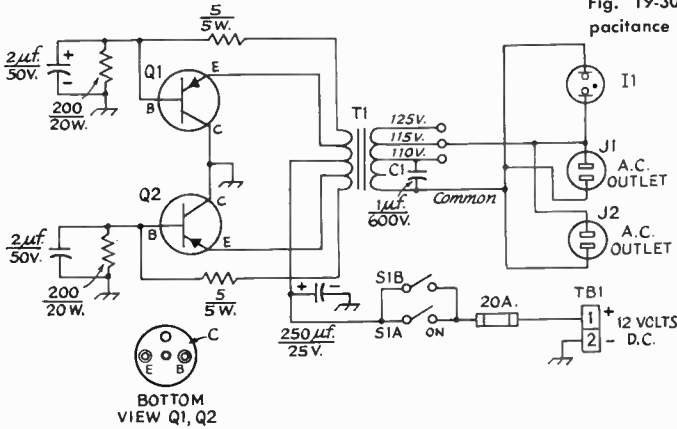 Fig. 19-30
pacitance
5
5W.
2µf.
50V.
+
-
200
20W.
Q1
E
B
C
T1
125V.
115V.
110V.
C1
1µf.
600V.
Common
I1
J1
A.C.
OUTLET
J2
A.C.
OUTLET
Q2
C
B
E
2µf.
50V.
200
20W.
5
5W.
+ -
250µf.
25V.
S1B
S1A
ON
20A.
TB1
1 +
2 -
12 VOLTS
D.C.
C
E
B
BOTTOM
VIEW Q1, Q2